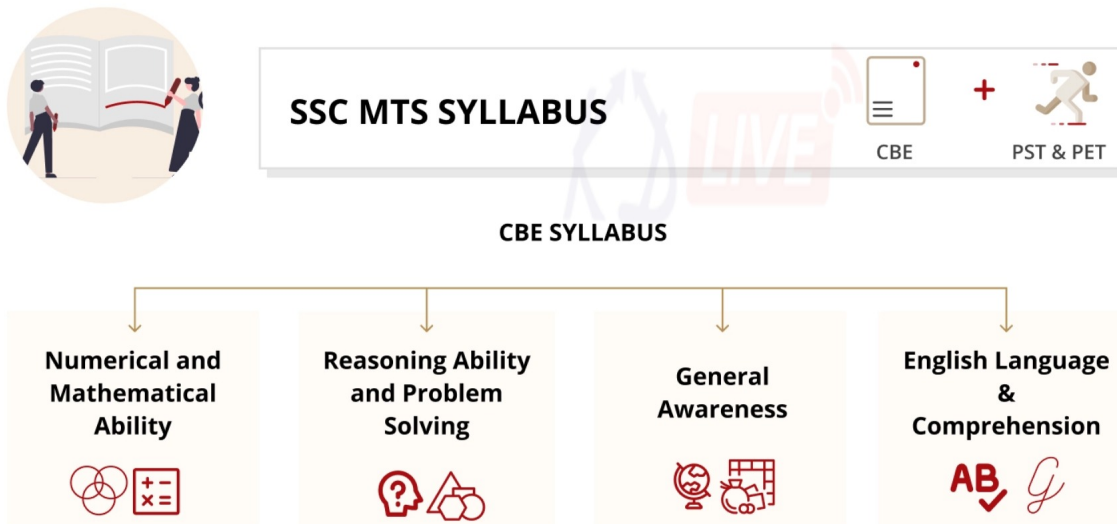 SSC MTS SYLLABUS
LIVE
+
CBE
PST & PET
CBE SYLLABUS
Numerical and
Mathematical
Ability
Reasoning Ability
and Problem
Solving
General
Awareness
English Language
&
Comprehension
+ -
× =
?
AB
G